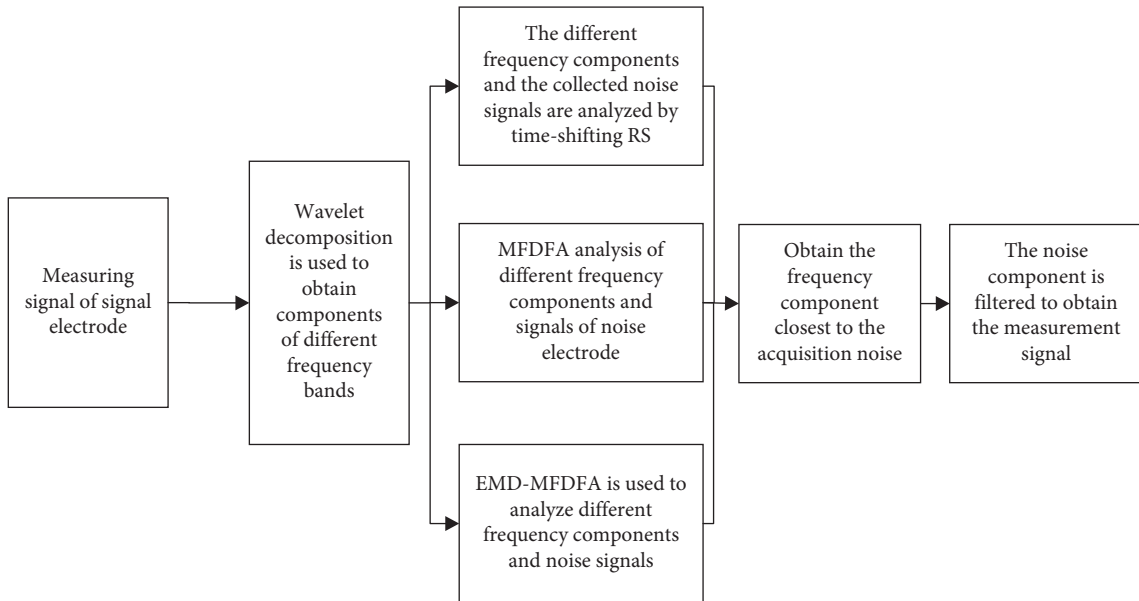 Measuring
signal of signal
electrode
Wavelet
decomposition
is used to
obtain
components
of different
frequency
bands
The different
frequency components
and the collected noise
signals are analyzed by
time-shifting RS
MFDFA analysis of
different frequency
components and
signals of noise
electrode
EMD-MFDFA is used to
analyze different
frequency components
and noise signals
Obtain the
frequency
component
closest to the
acquisition noise
The noise
component is
filtered to obtain
the measurement
signal